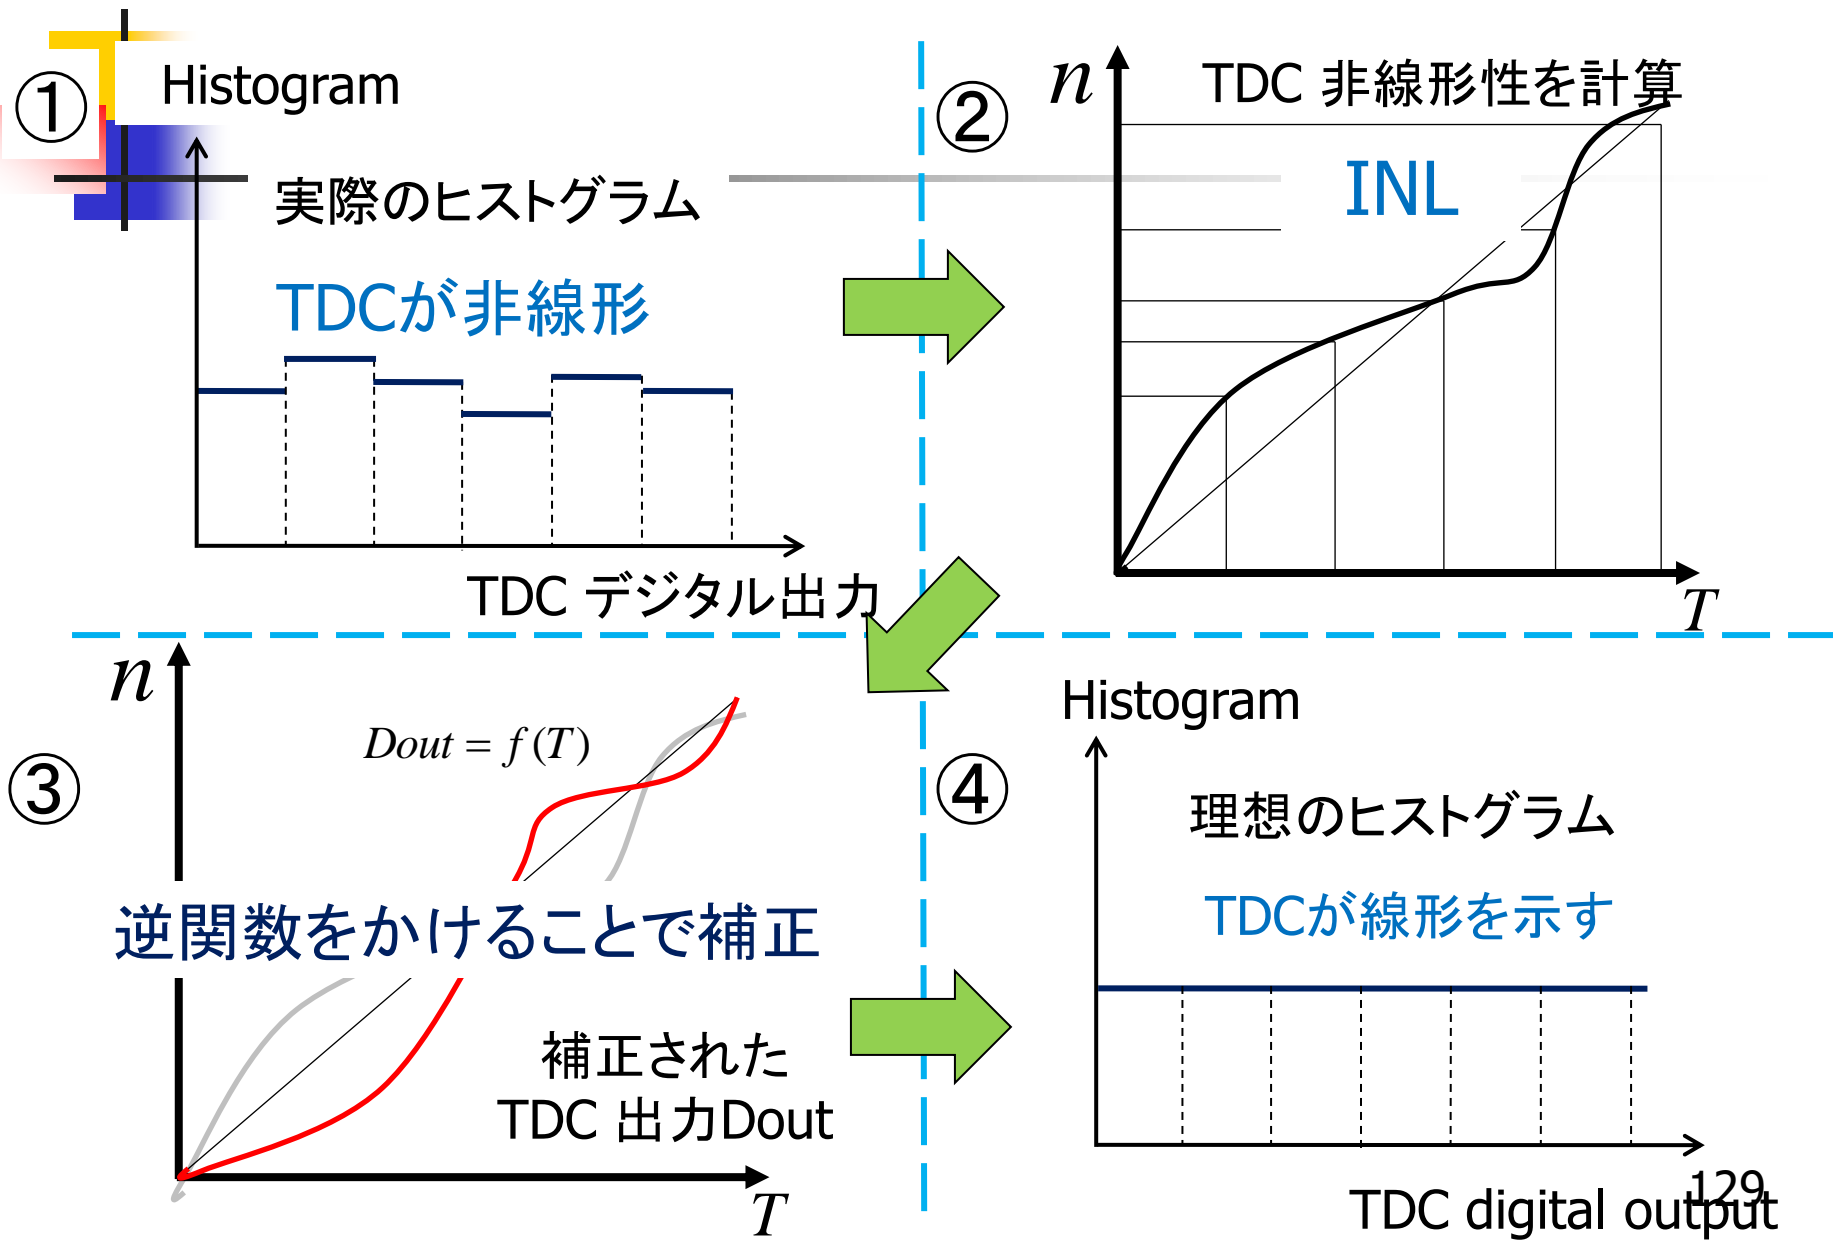 ①
Histogram
実際のヒストグラム
TDCが非線形
TDC デジタル出力
②
n
TDC 非線形性を計算
INL
T
③
n
Dout = f (T)
逆関数をかけることで補正
補正された
TDC 出力Dout
T
④
Histogram
理想のヒストグラム
TDCが線形を示す
TDC digital output
129